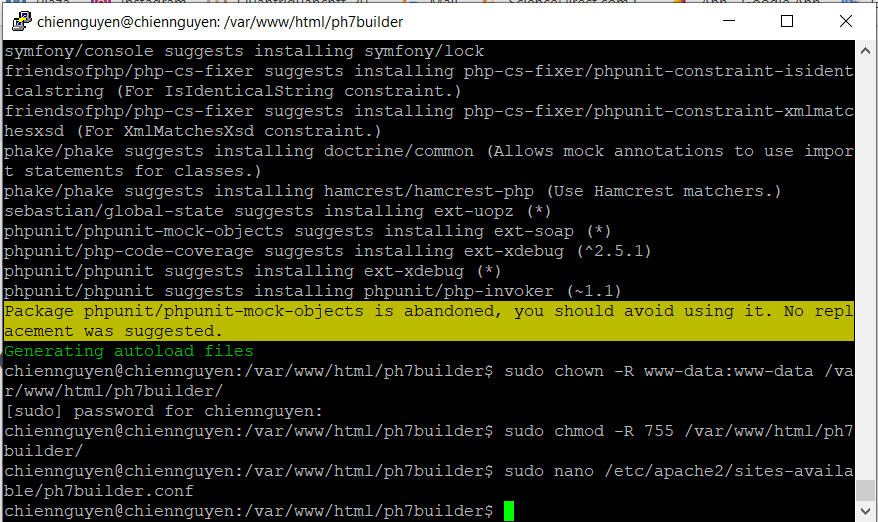 chiennguyen@chiennguyen: /var/www/html/ph7builder
symfony/console suggests installing symfony/lock
friendsofphp/php-cs-fixer suggests installing php-cs-fixer/phpunit-constraint-isident
icalstring (For IsIdenticalString constraint.)
friendsofphp/php-cs-fixer suggests installing php-cs-fixer/phpunit-constraint-xmlmatc
hesxsd (For XmlMatchesXsd constraint.)
phake/phake suggests installing doctrine/common (Allows mock annotations to use impor
t statements for classes.)
phake/phake suggests installing hamcrest/hamcrest-php (Use Hamcrest matchers.)
sebastian/global-state suggests installing ext-uopz (*)
phpunit/phpunit-mock-objects suggests installing ext-soap (*)
phpunit/php-code-coverage suggests installing ext-xdebug (^2.5.1)
phpunit/phpunit suggests installing ext-xdebug (*)
phpunit/phpunit suggests installing phpunit/php-invoker (~1.1)
Package phpunit/phpunit-mock-objects is abandoned, you should avoid using it. No repl
acement was suggested.
Generating autoload files
chiennguyen@chiennguyen:/var/www/html/ph7builder$ sudo chown -R www-data:www-data /va
r/www/html/ph7builder/
[sudo] password for chiennguyen:
chiennguyen@chiennguyen:/var/www/html/ph7builder$ sudo chmod -R 755 /var/www/html/ph7
builder/
chiennguyen@chiennguyen:/var/www/html/ph7builder$ sudo nano /etc/apache2/sites-availa
ble/ph7builder.conf
chiennguyen@chiennguyen:/var/www/html/ph7builder$